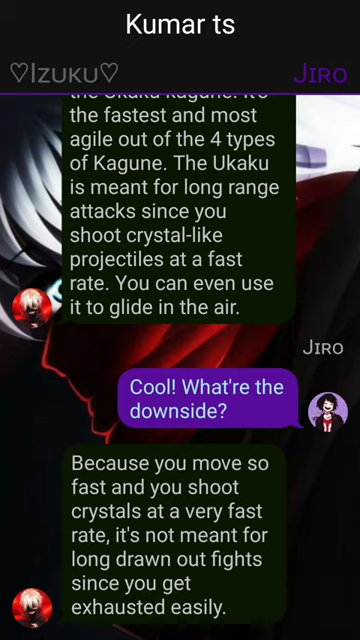 Kumar ts
♡Izuku♡
Jiro
the Ukaku Kagune. It's
the fastest and most
agile out of the 4 types
of Kagune. The Ukaku
is meant for long range
attacks since you
shoot crystal-like
projectiles at a fast
rate. You can even use
it to glide in the air.
Jiro
Cool! What're the
downside?
Because you move so
fast and you shoot
crystals at a very fast
rate, it's not meant for
long drawn out fights
since you get
exhausted easily.